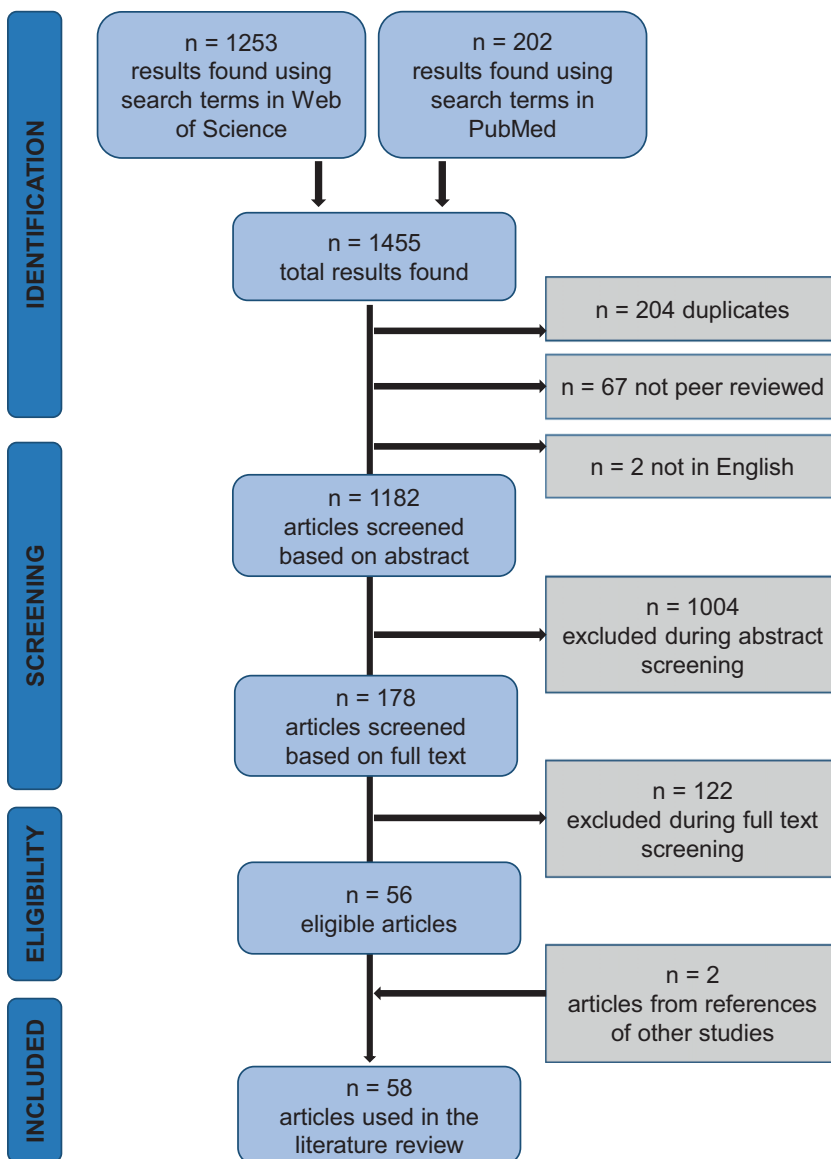 IDENTIFICATION
n = 1253
results found using
search terms in Web
of Science
n = 202
results found using
search terms in
PubMed
n = 1455
total results found
n = 204 duplicates
n = 67 not peer reviewed
n = 2 not in English
SCREENING
n = 1182
articles screened
based on abstract
n = 1004
excluded during abstract
screening
n = 178
articles screened
based on full text
n = 122
excluded during full text
screening
ELIGIBILITY
n = 56
eligible articles
n = 2
articles from references
of other studies
INCLUDED
n = 58
articles used in the
literature review